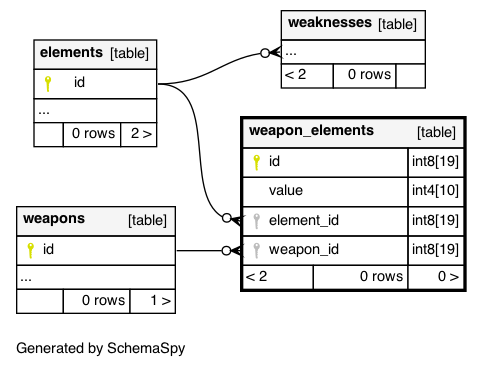 weaknesses [table]
...
< 2 0 rows
elements [table]
id
...
0 rows 2 >
weapon_elements [table]
id int8[19]
value int4[10]
element_id int8[19]
weapon_id int8[19]
< 2 0 rows 0 >
weapons [table]
id
...
0 rows 1 >
Generated by SchemaSpy